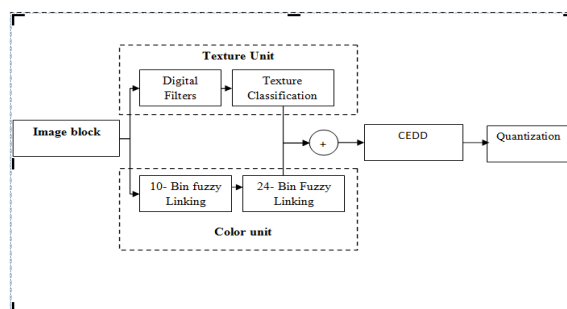 Texture Unit
Digital
Filters
Texture
Classification
Image block
+
CEDD
Quantization
10- Bin fuzzy
Linking
24- Bin Fuzzy
Linking
Color unit